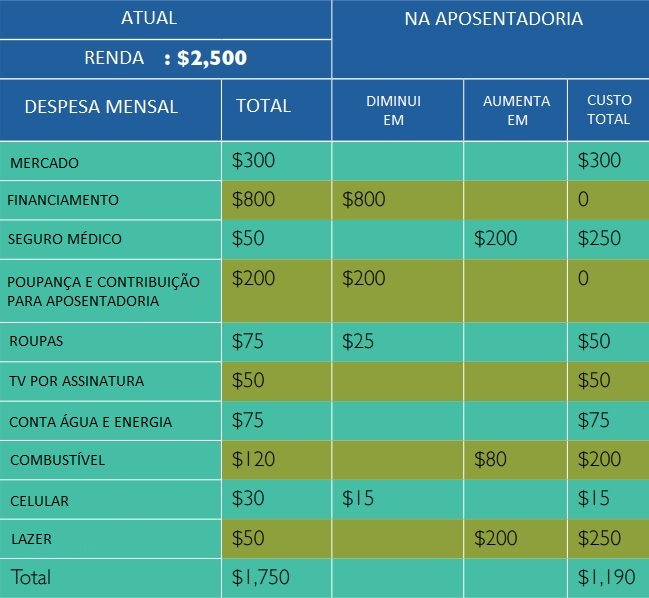 ATUAL
NA APOSENTADORIA
RENDA : $2,500
DESPESA MENSAL TOTAL DIMINUI EM AUMENTA EM CUSTO TOTAL
MERCADO $300 $300
FINANCIAMENTO $800 $800 0
SEGURO MÉDICO $50 $200 $250
POUPANÇA E CONTRIBUIÇÃO PARA APOSENTADORIA $200 $200 0
ROUPAS $75 $25 $50
TV POR ASSINATURA $50 $50
CONTA ÁGUA E ENERGIA $75 $75
COMBUSTÍVEL $120 $80 $200
CELULAR $30 $15 $15
LAZER $50 $200 $250
Total $1,750 $1,190